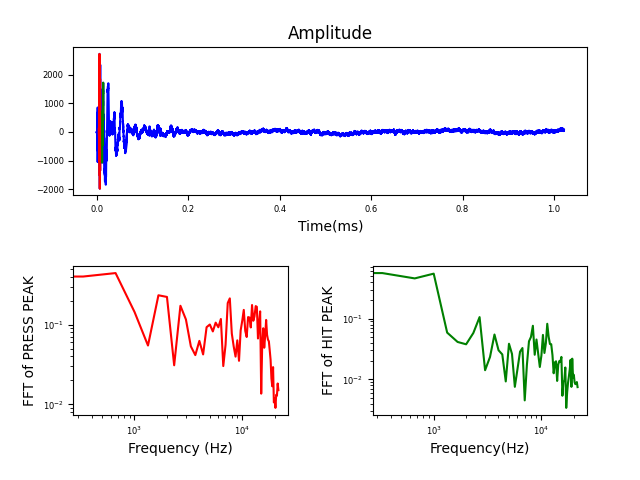 Amplitude
2000
1000
0
−1000
−2000
0.0 0.2 0.4 0.6 0.8 1.0
Time(ms)
FFT of PRESS PEAK
10⁻¹
10⁻²
10³ 10⁴
Frequency (Hz)
FFT of HIT PEAK
10⁻¹
10⁻²
10³ 10⁴
Frequency(Hz)